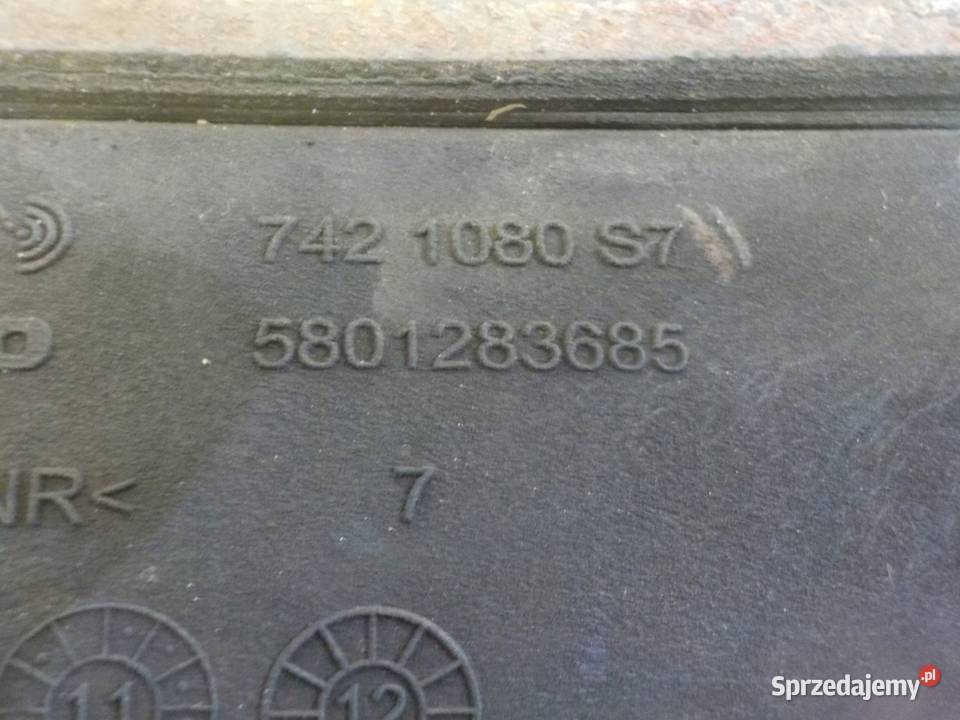 742 1080 S7
5801283685
NR< 7
11 12
Sprzedajemy.pl